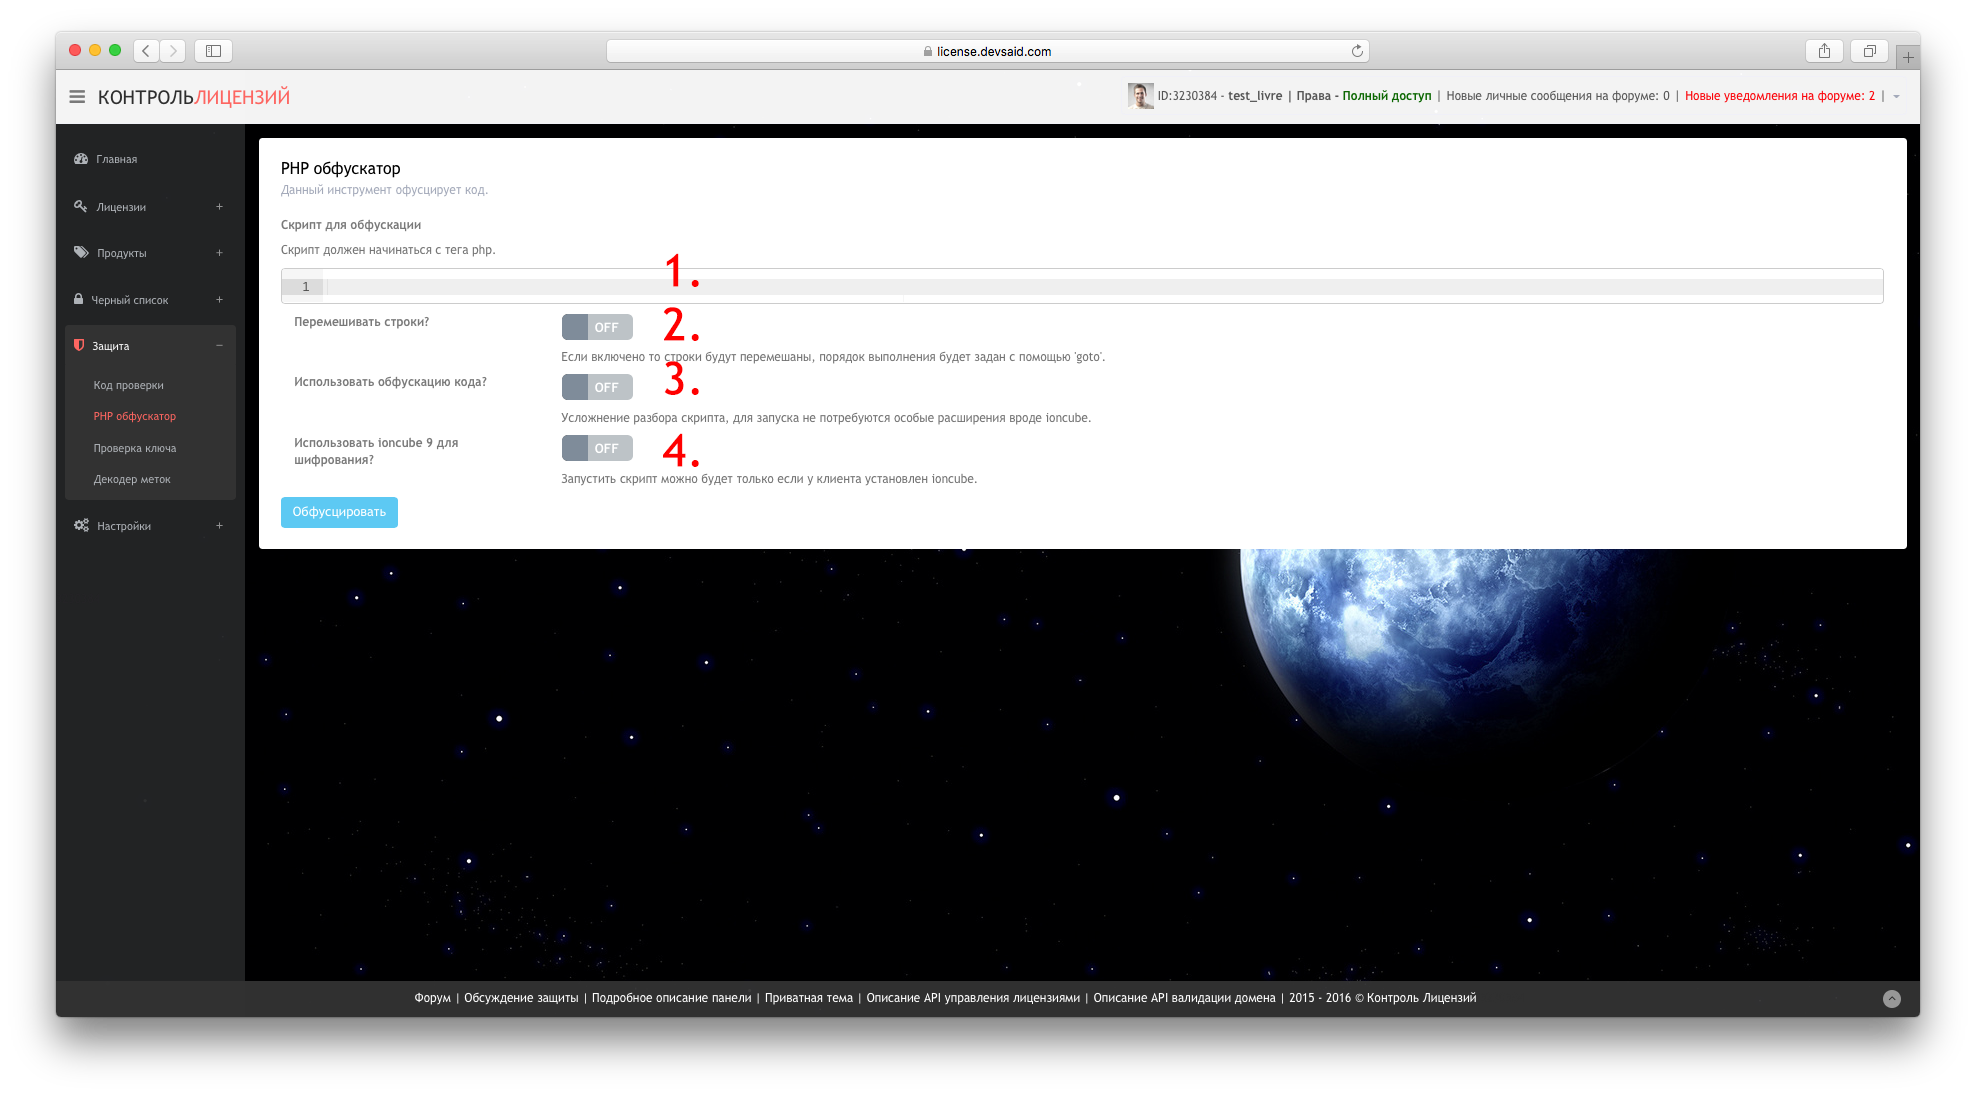 license.devsaid.com
КОНТРОЛЬЛИЦЕНЗИЙ
ID:3230384 - test_livre | Права - Полный доступ | Новые личные сообщения на форуме: 0 | Новые уведомления на форуме: 2 |
Главная
Лицензии +
Продукты +
Черный список +
Защита −
Код проверки
PHP обфускатор
Проверка ключа
Декодер меток
Настройки +
PHP обфускатор
Данный инструмент офусцирует код.
Скрипт для обфускации
Скрипт должен начинаться с тега php.
1
1.
Перемешивать строки?
OFF
2.
Если включено то строки будут перемешаны, порядок выполнения будет задан с помощью 'goto'.
Использовать обфускацию кода?
OFF
3.
Усложнение разбора скрипта, для запуска не потребуются особые расширения вроде ioncube.
Использовать ioncube 9 для
шифрования?
OFF
4.
Запустить скрипт можно будет только если у клиента установлен ioncube.
Обфусцировать
Форум | Обсуждение защиты | Подробное описание панели | Приватная тема | Описание API управления лицензиями | Описание API валидации домена | 2015 - 2016 © Контроль Лицензий